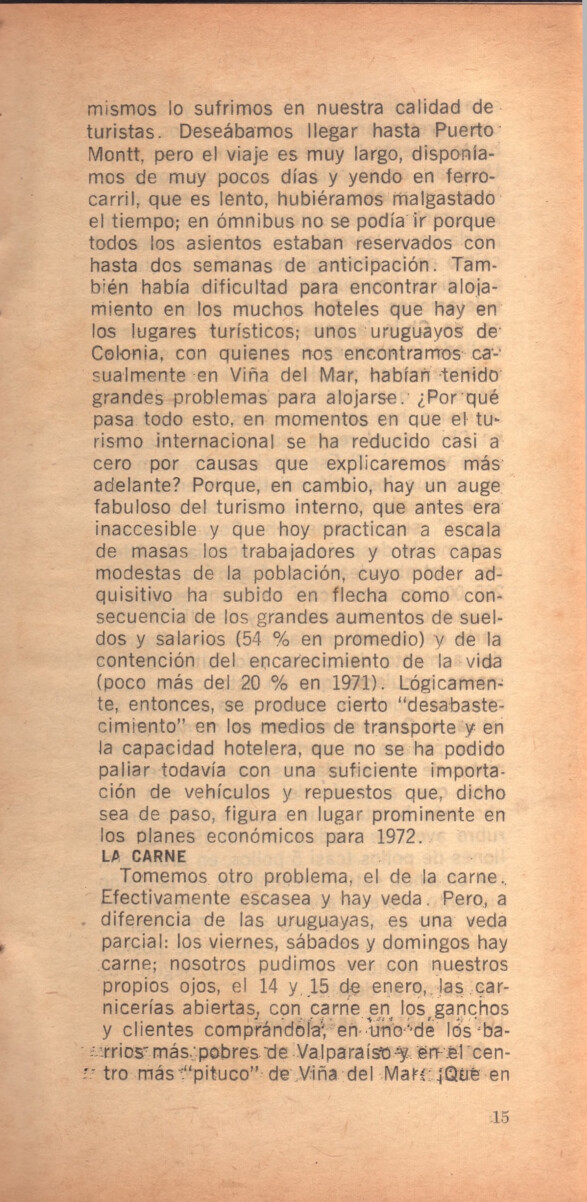 mismos lo sufrimos en nuestra calidad de
turistas. Deseábamos llegar hasta Puerto
Montt, pero el viaje es muy largo, disponía-
mos de muy pocos días y yendo en ferro-
carril, que es lento, hubiéramos malgastado
el tiempo; en ómnibus no se podía ir porque
todos los asientos estaban reservados con
hasta dos semanas de anticipación. Tam-
bién había dificultad para encontrar aloja-
miento en los muchos hoteles que hay en
los lugares turísticos; unos uruguayos de
Colonia, con quienes nos encontramos ca-
sualmente en Viña del Mar, habían tenido
grandes problemas para alojarse. ¿Por qué
pasa todo esto, en momentos en que el tu-
rismo internacional se ha reducido casi a
cero por causas que explicaremos más
adelante? Porque, en cambio, hay un auge
fabuloso del turismo interno, que antes era
inaccesible y que hoy practican a escala
de masas los trabajadores y otras capas
modestas de la población, cuyo poder ad-
quisitivo ha subido en flecha como con-
secuencia de los grandes aumentos de suel-
dos y salarios (54 % en promedio) y de la
contención del encarecimiento de la vida
(poco más del 20 % en 1971). Lógicamen-
te, entonces, se produce cierto "desabaste-
cimiento" en los medios de transporte y en
la capacidad hotelera, que no se ha podido
paliar todavía con una suficiente importa-
ción de vehículos y repuestos que, dicho
sea de paso, figura en lugar prominente en
los planes económicos para 1972.
LA CARNE
Tomemos otro problema, el de la carne.
Efectivamente escasea y hay veda. Pero, a
diferencia de las uruguayas, es una veda
parcial: los viernes, sábados y domingos hay
carne; nosotros pudimos ver con nuestros
propios ojos, el 14 y 15 de enero, las car-
nicerías abiertas, con carne en los ganchos
y clientes comprándola, en uno de los ba-
rrios más pobres de Valparaíso y en el cen-
tro más "pituco" de Viña del Mar. ¡Que en
15